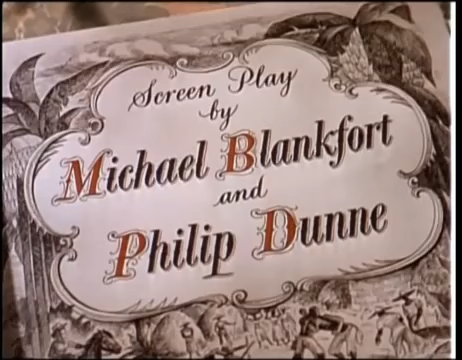 Screen Play
by
Michael Blankfort
and
Philip Dunne